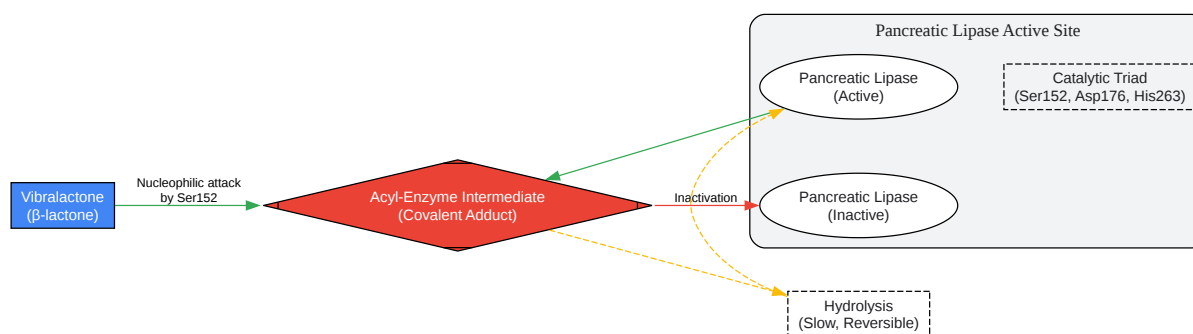 Pancreatic Lipase Active Site
Pancreatic Lipase
(Active)
Catalytic Triad
(Ser152, Asp176, His263)
Vibralactone
(β-lactone)
Nucleophilic attack
by Ser152
Acyl-Enzyme Intermediate
(Covalent Adduct)
Inactivation
Pancreatic Lipase
(Inactive)
Hydrolysis
(Slow, Reversible)